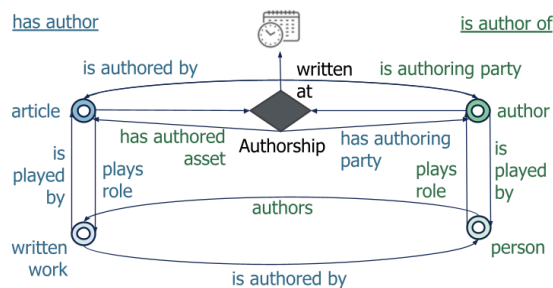 has author
is author of
is authored by
written
at
is authoring party
article
author
has authored
asset
Authorship
has authoring
party
is
played
by
plays
role
plays
role
is
played
by
authors
written
work
person
is authored by